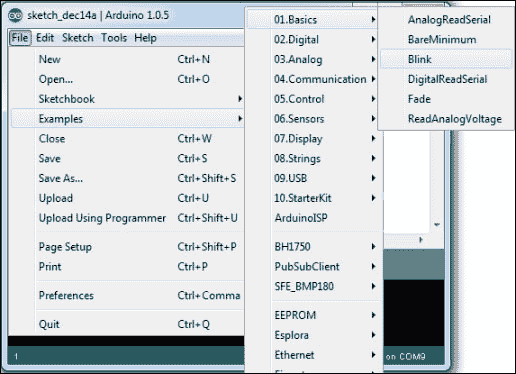 sketch_dec14a | Arduino 1.0.5
File Edit Sketch Tools Help
New Ctrl+N
Open... Ctrl+O
Sketchbook
Examples
Close Ctrl+W
Save Ctrl+S
Save As... Ctrl+Shift+S
Upload Ctrl+U
Upload Using Programmer Ctrl+Shift+U
Page Setup Ctrl+Shift+P
Print Ctrl+P
Preferences Ctrl+Comma
Quit Ctrl+Q
01.Basics
02.Digital
03.Analog
04.Communication
05.Control
06.Sensors
07.Display
08.Strings
09.USB
10.StarterKit
ArduinoISP
BH1750
PubSubClient
SFE_BMP180
EEPROM
Esplora
Ethernet
AnalogReadSerial
BareMinimum
Blink
DigitalReadSerial
Fade
ReadAnalogVoltage
1
on COM9